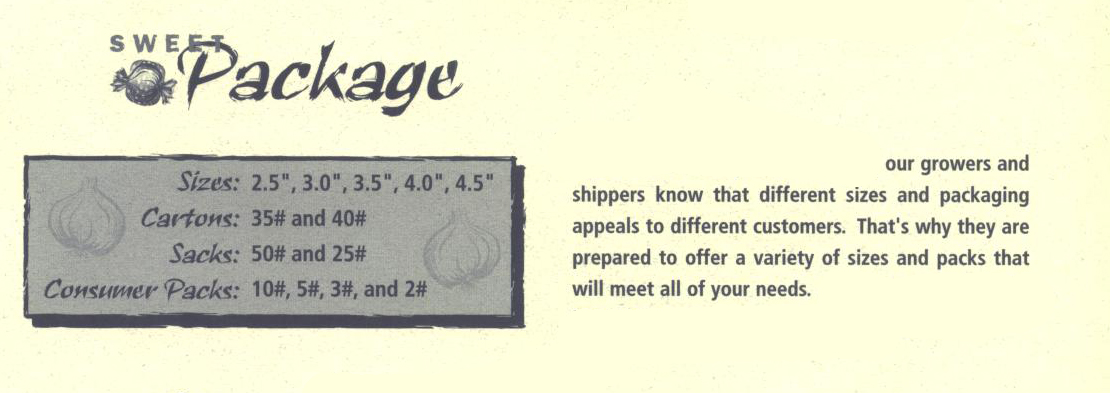 SWEET
Package
Sizes: 2.5", 3.0", 3.5", 4.0", 4.5"
Cartons: 35# and 40#
Sacks: 50# and 25#
Consumer Packs: 10#, 5#, 3#, and 2#
our growers and
shippers know that different sizes and packaging
appeals to different customers. That's why they are
prepared to offer a variety of sizes and packs that
will meet all of your needs.